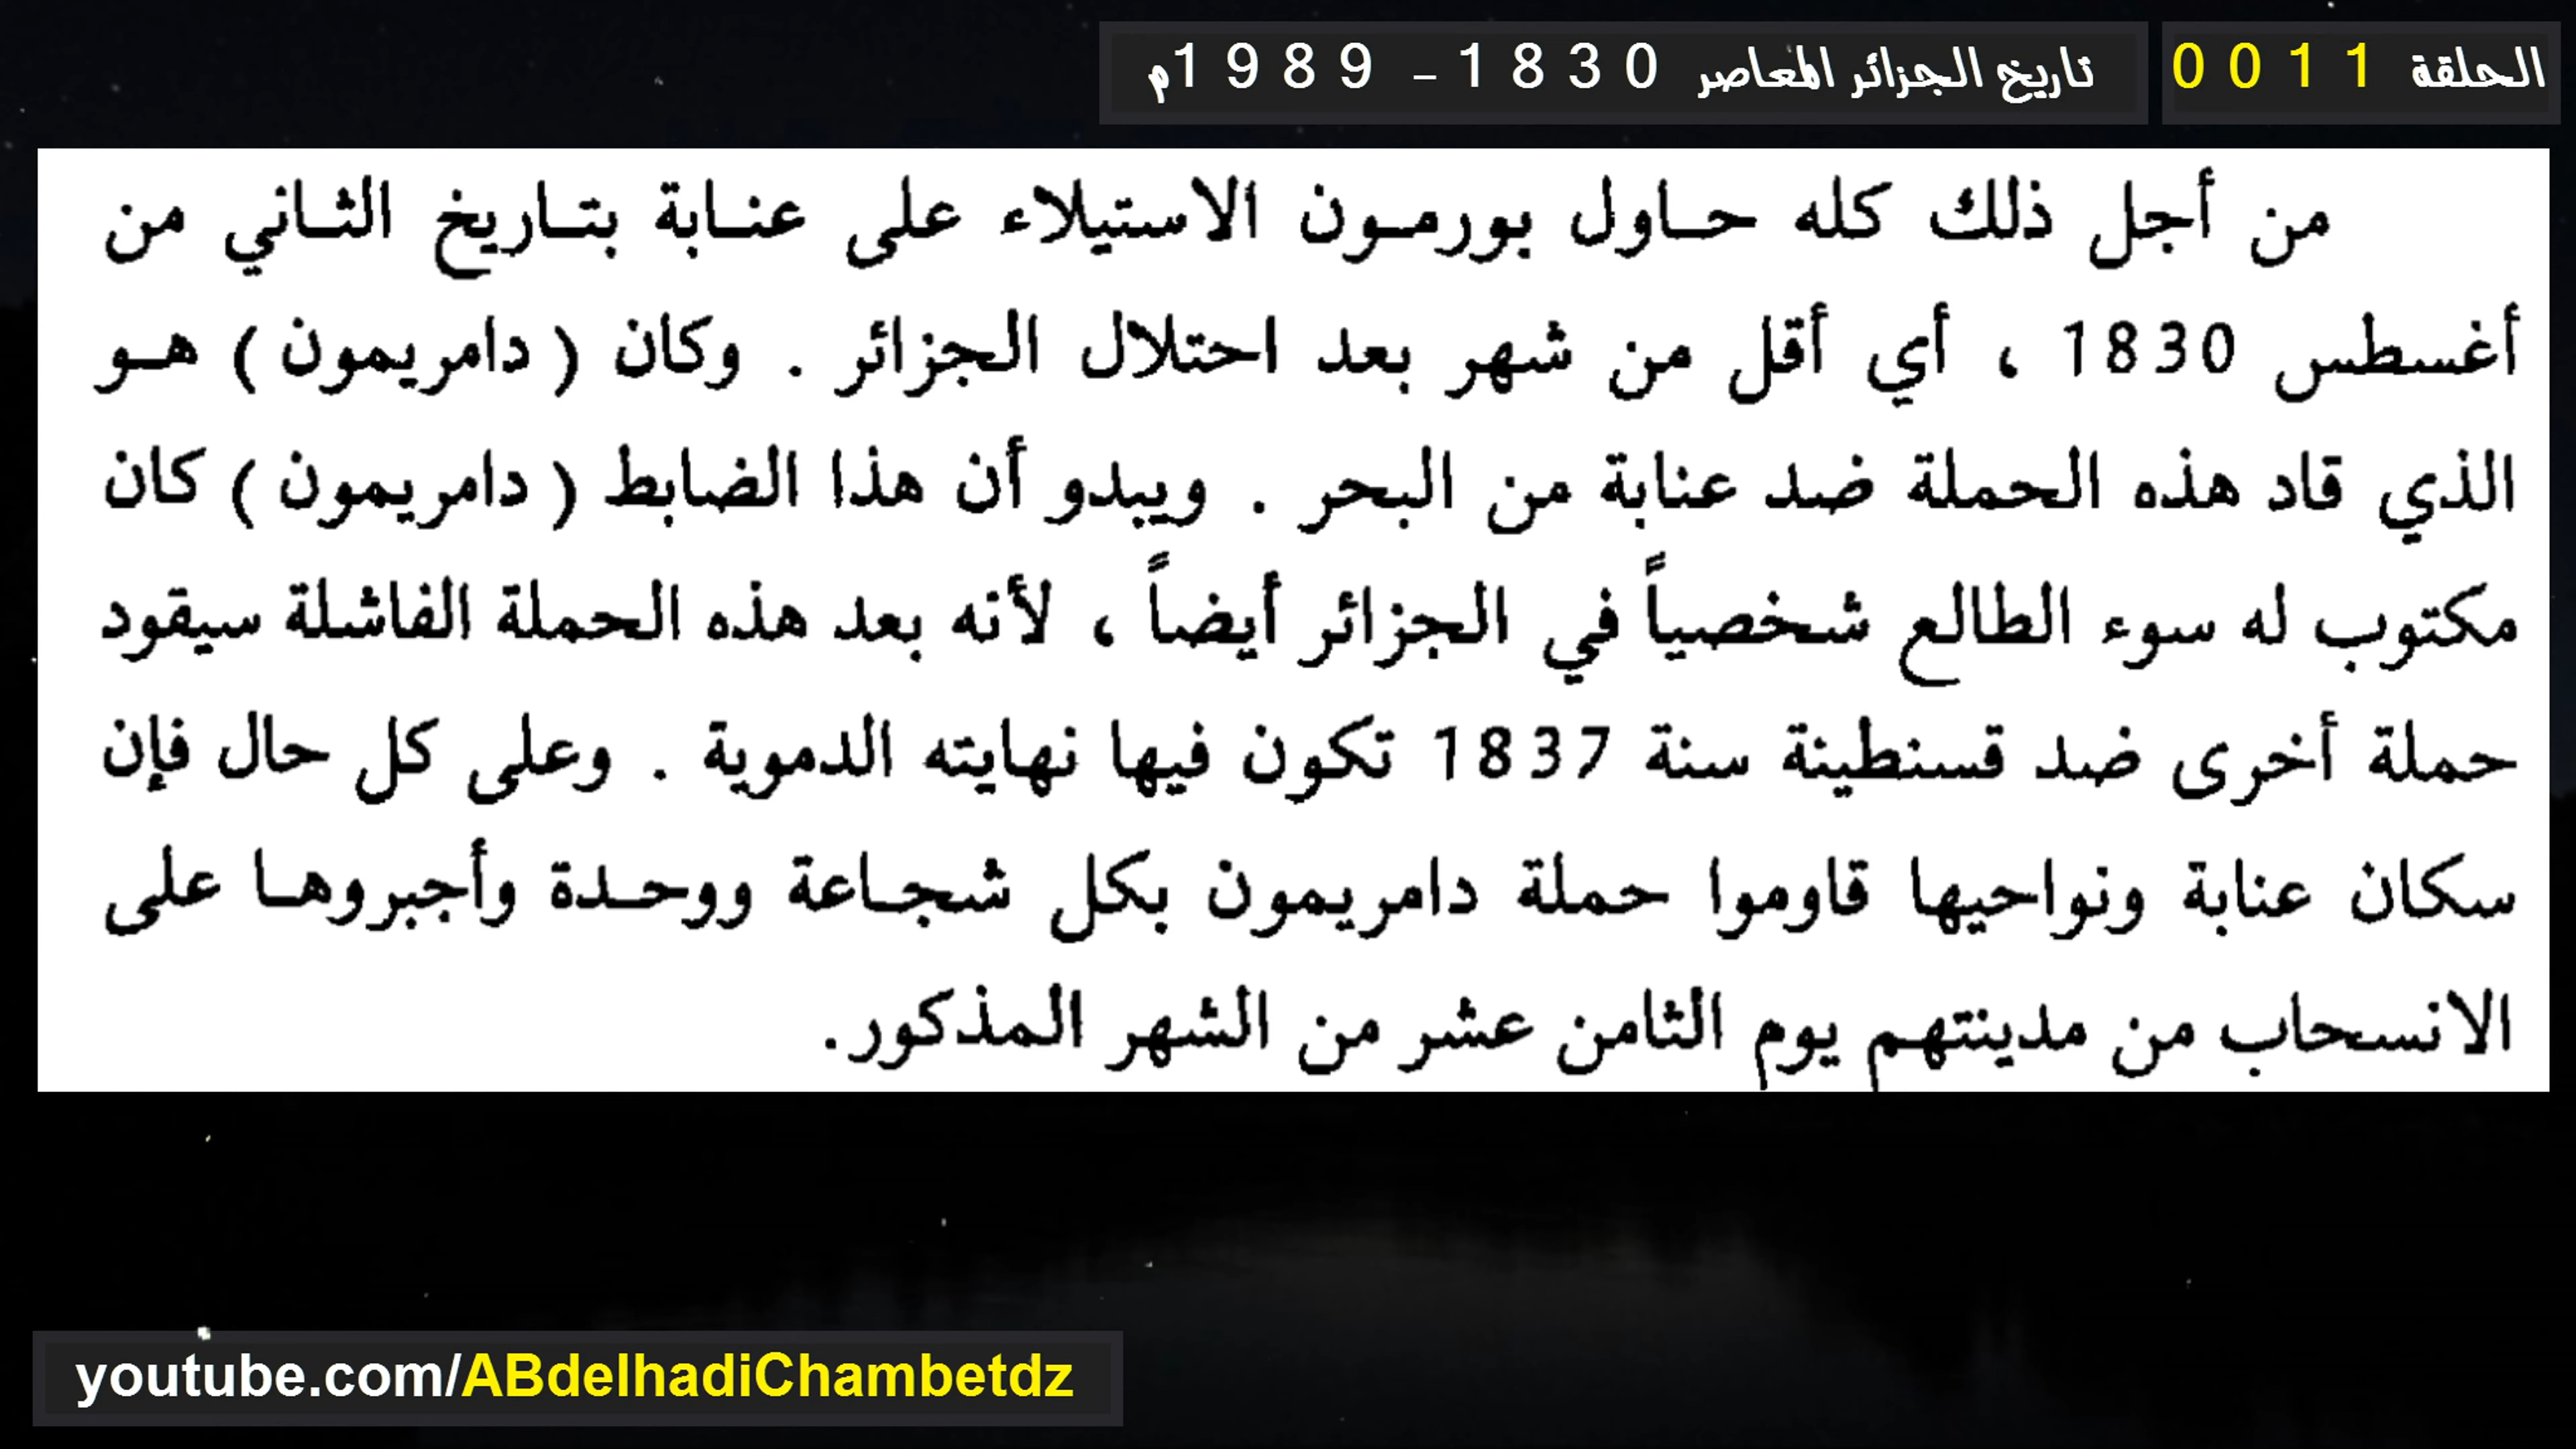 الحلقة 0011
تاريخ الجزائر المعاصر 1830 – 1989م
من أجل ذلك كله حاول بورمون الاستيلاء على عنابة بتاريخ الثاني من
أغسطس 1830 ، أي أقل من شهر بعد احتلال الجزائر . وكان ( دامريمون ) هو
الذي قاد هذه الحملة ضد عنابة من البحر . ويبدو أن هذا الضابط ( دامريمون ) كان
مكتوب له سوء الطالع شخصياً في الجزائر أيضاً ، لأنه بعد هذه الحملة الفاشلة سيقود
حملة أخرى ضد قسنطينة سنة 1837 تكون فيها نهايته الدموية . وعلى كل حال فإن
سكان عنابة ونواحيها قاوموا حملة دامريمون بكل شجاعة ووحدة وأجبروها على
الانسحاب من مدينتهم يوم الثامن عشر من الشهر المذكور.
youtube.com/ABdelhadiChambetdz